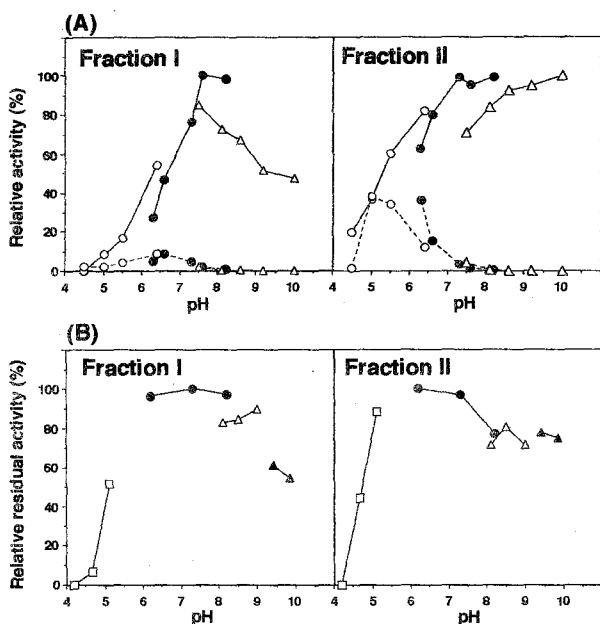 (A)
Fraction I
Fraction II
Relative activity (%)
100
80
60
40
20
0
4 5 6 7 8 9 10
4 5 6 7 8 9 10
pH
pH
(B)
Fraction I
Fraction II
Relative residual activity (%)
100
80
60
40
20
0
4 5 6 7 8 9 10
4 5 6 7 8 9 10
pH
pH